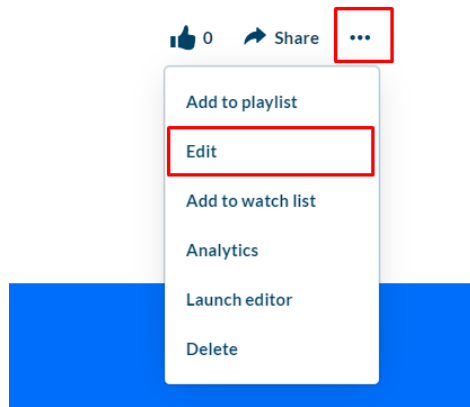 0 Share ...
Add to playlist
Edit
Add to watch list
Analytics
Launch editor
Delete